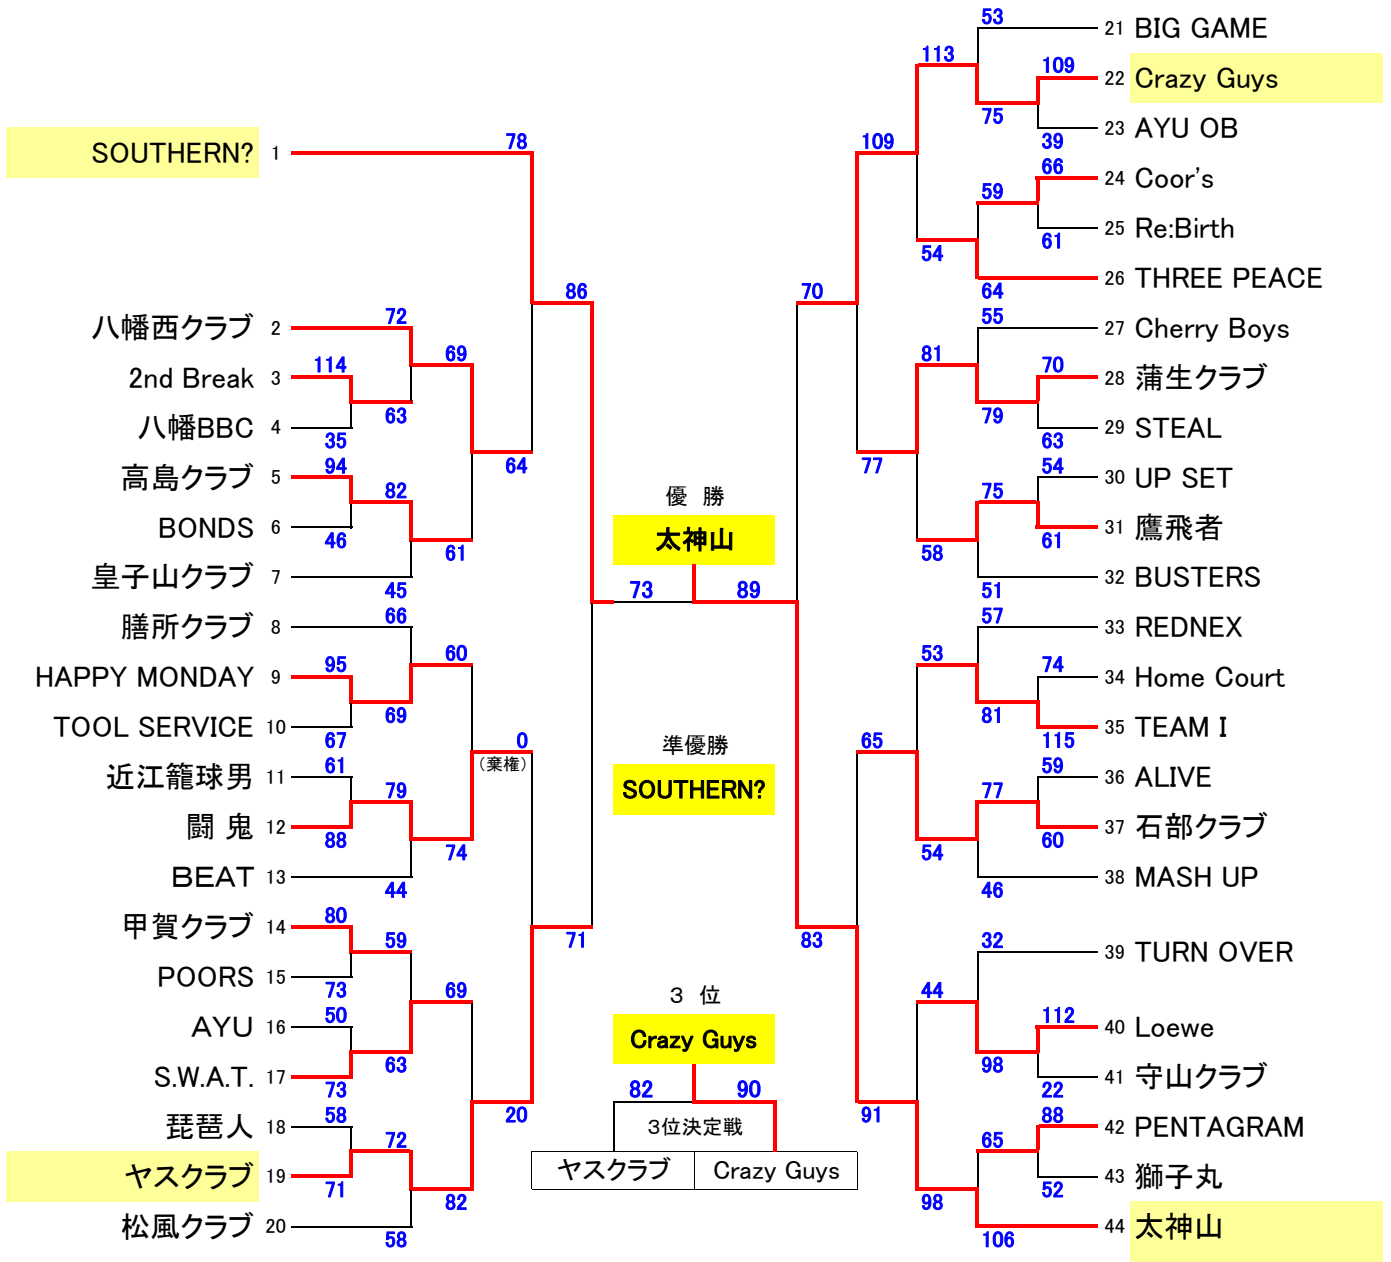 SOUTHERN? 1
78
八幡西クラブ 2
72
2nd Break 3
114
63
八幡BBC 4
35
69
高島クラブ 5
94
82
BONDS 6
46
61
皇子山クラブ 7
45
64
86
膳所クラブ 8
66
HAPPY MONDAY 9
95
69
TOOL SERVICE 10
67
60
近江籠球男 11
61
79
闘 鬼 12
88
74
BEAT 13
44
0
(棄権)
甲賀クラブ 14
80
59
POORS 15
73
69
AYU 16
50
63
S.W.A.T. 17
73
琵琶人 18
58
72
ヤスクラブ 19
71
82
松風クラブ 20
58
20
71
優 勝
太神山
73 89
準優勝
SOUTHERN?
3 位
Crazy Guys
82 90
3位決定戦
ヤスクラブ Crazy Guys
53
21 BIG GAME
113
109
22 Crazy Guys
75
23 AYU OB
39
109
66
24 Coor's
59
25 Re:Birth
61
54
26 THREE PEACE
64
70
55
27 Cherry Boys
81
70
28 蒲生クラブ
79
29 STEAL
63
77
54
30 UP SET
75
31 鷹飛者
61
58
32 BUSTERS
51
57
33 REDNEX
53
74
34 Home Court
81
35 TEAM I
115
65
59
36 ALIVE
77
37 石部クラブ
60
54
38 MASH UP
46
83
32
39 TURN OVER
44
112
40 Loewe
98
41 守山クラブ
22
91
88
42 PENTAGRAM
65
43 獅子丸
52
98
44 太神山
106